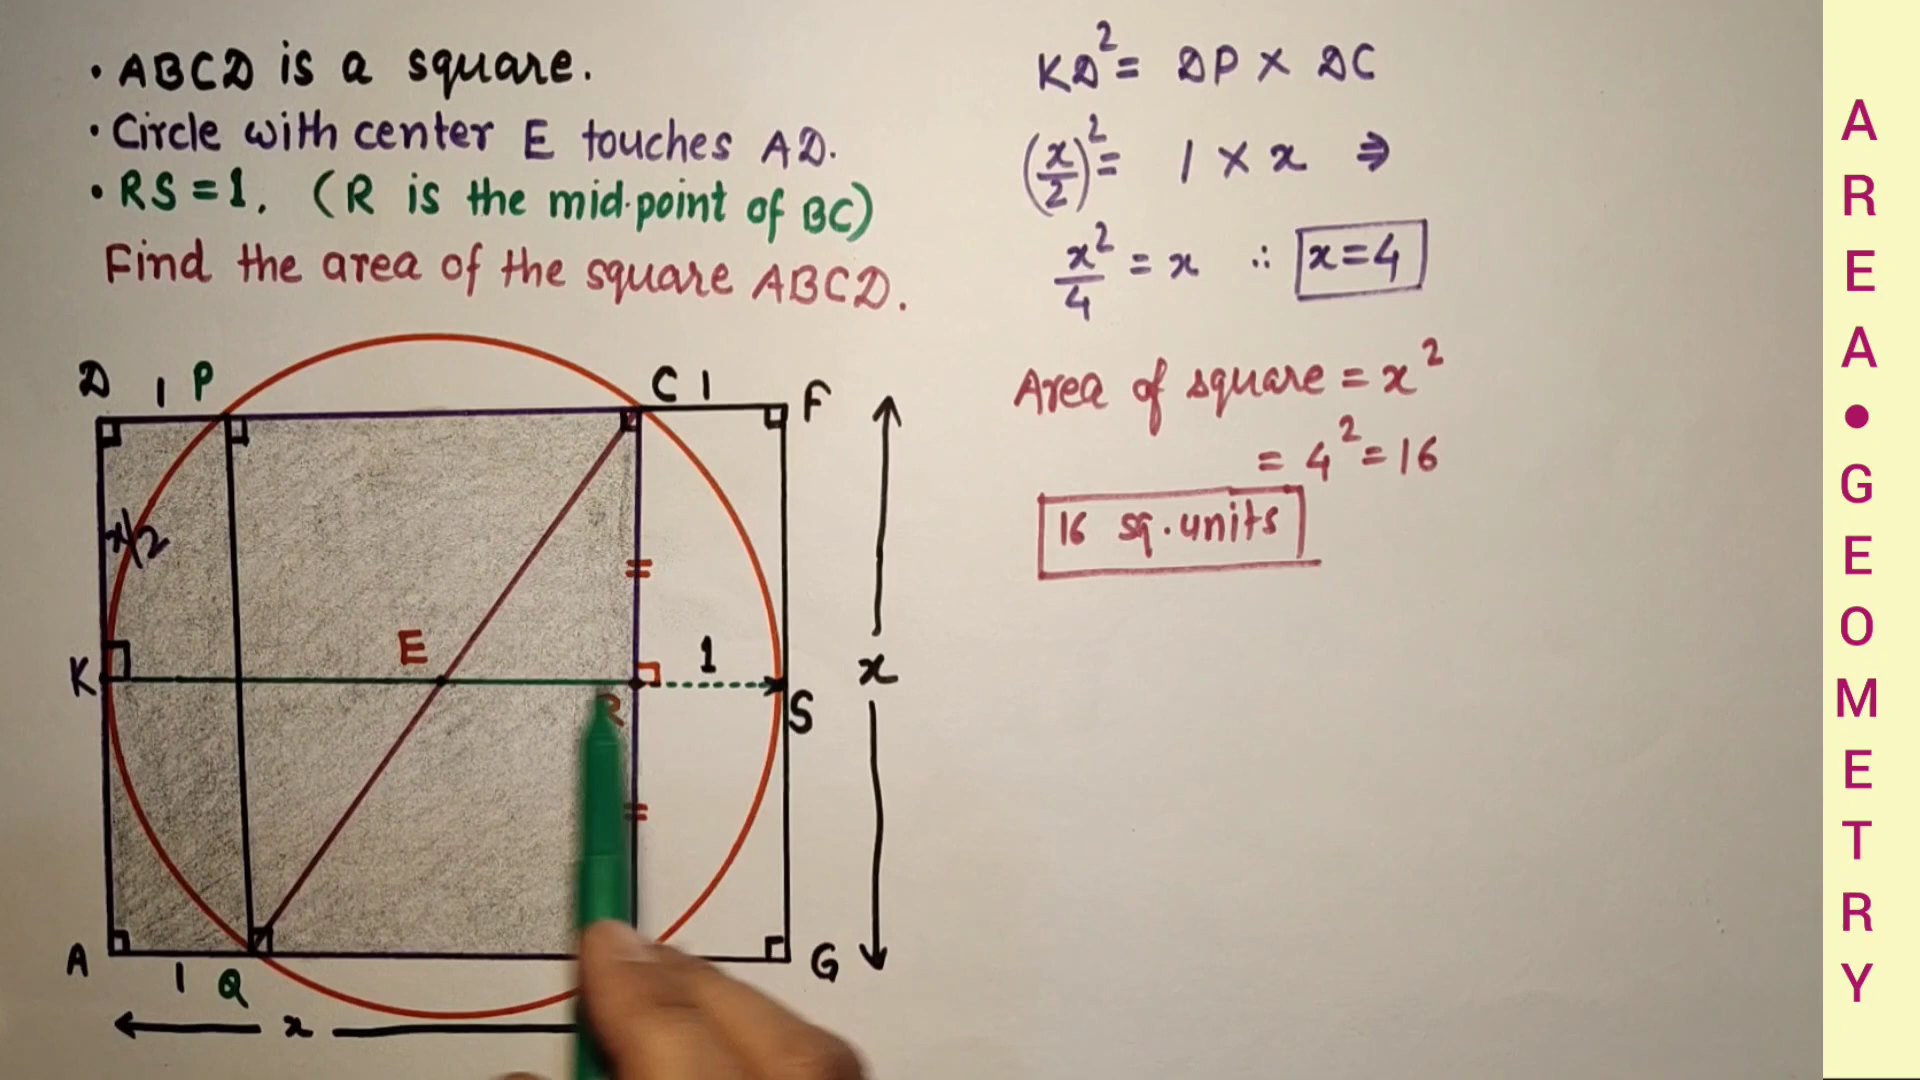 • ABCD is a square.
• Circle with center E touches AD.
• RS = 1. (R is the mid-point of BC)
Find the area of the square ABCD.
KD² = DP × DC
(x/2)² = 1 × x ⇒
x²/4 = x ∴ x = 4
Area of square = x²
= 4² = 16
16 sq. units
D 1 P C 1 F
x/2
E
K 1 x
R S
A 1 Q G
x
AREA • GEOMETRY